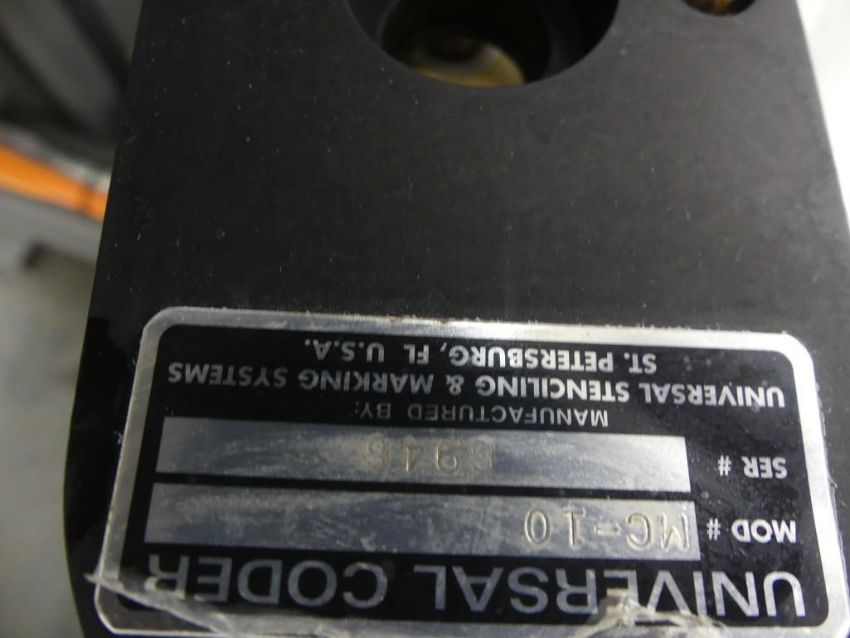 UNIVERSAL CODER
MOD # MC-10
SER #
MANUFACTURED BY:
UNIVERSAL STENCILING & MARKING SYSTEMS
ST. PETERSBURG, FL U.S.A.